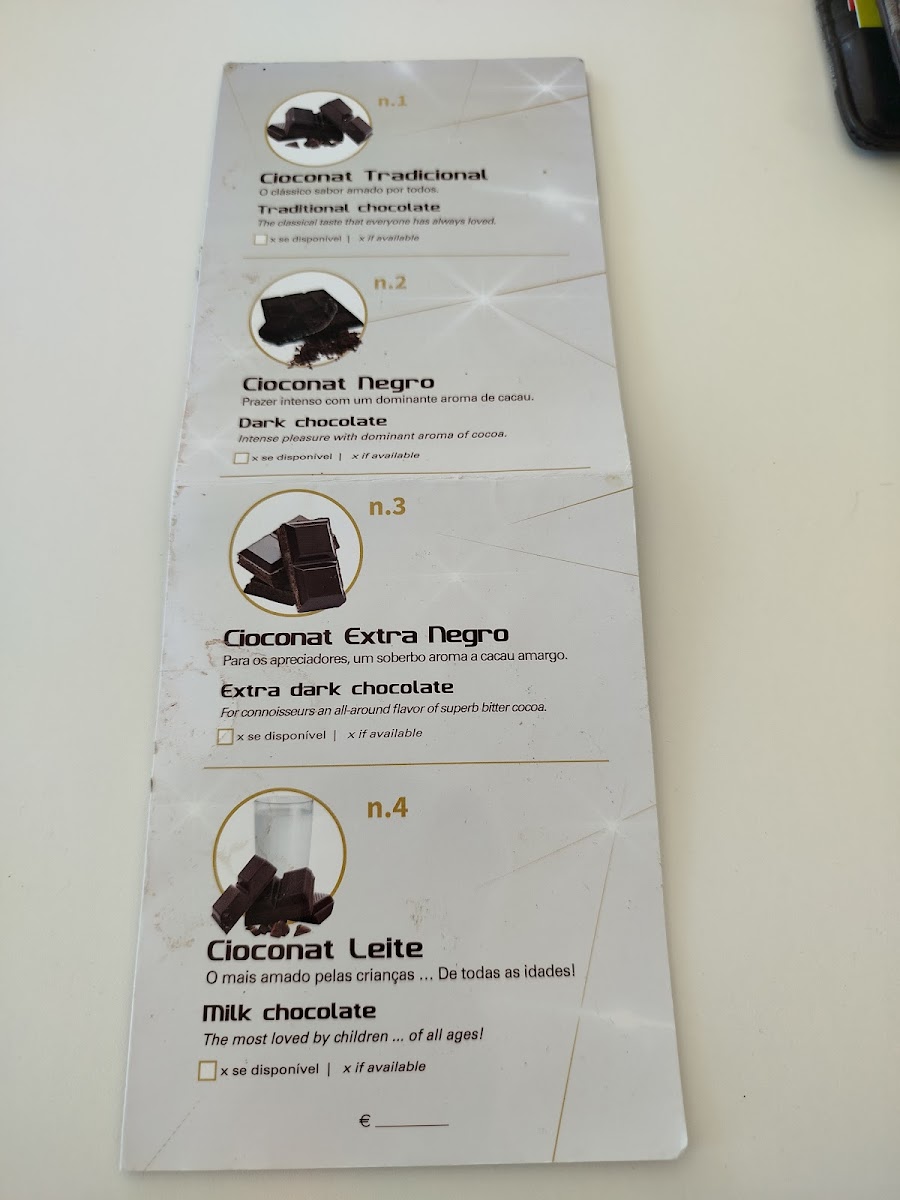 n.1
Cioconat Tradicional
O clássico sabor amado por todos.
Traditional chocolate
The classical taste that everyone has always loved.
x se disponível | x if available
n.2
Cioconat Negro
Prazer intenso com um dominante aroma de cacau.
Dark chocolate
Intense pleasure with dominant aroma of cocoa.
x se disponível | x if available
n.3
Cioconat Extra Negro
Para os apreciadores, um soberbo aroma a cacau amargo.
Extra dark chocolate
For connoisseurs an all-around flavor of superb bitter cocoa.
x se disponível | x if available
n.4
Cioconat Leite
O mais amado pelas crianças ... De todas as idades!
Milk chocolate
The most loved by children ... of all ages!
x se disponível | x if available
€ ________